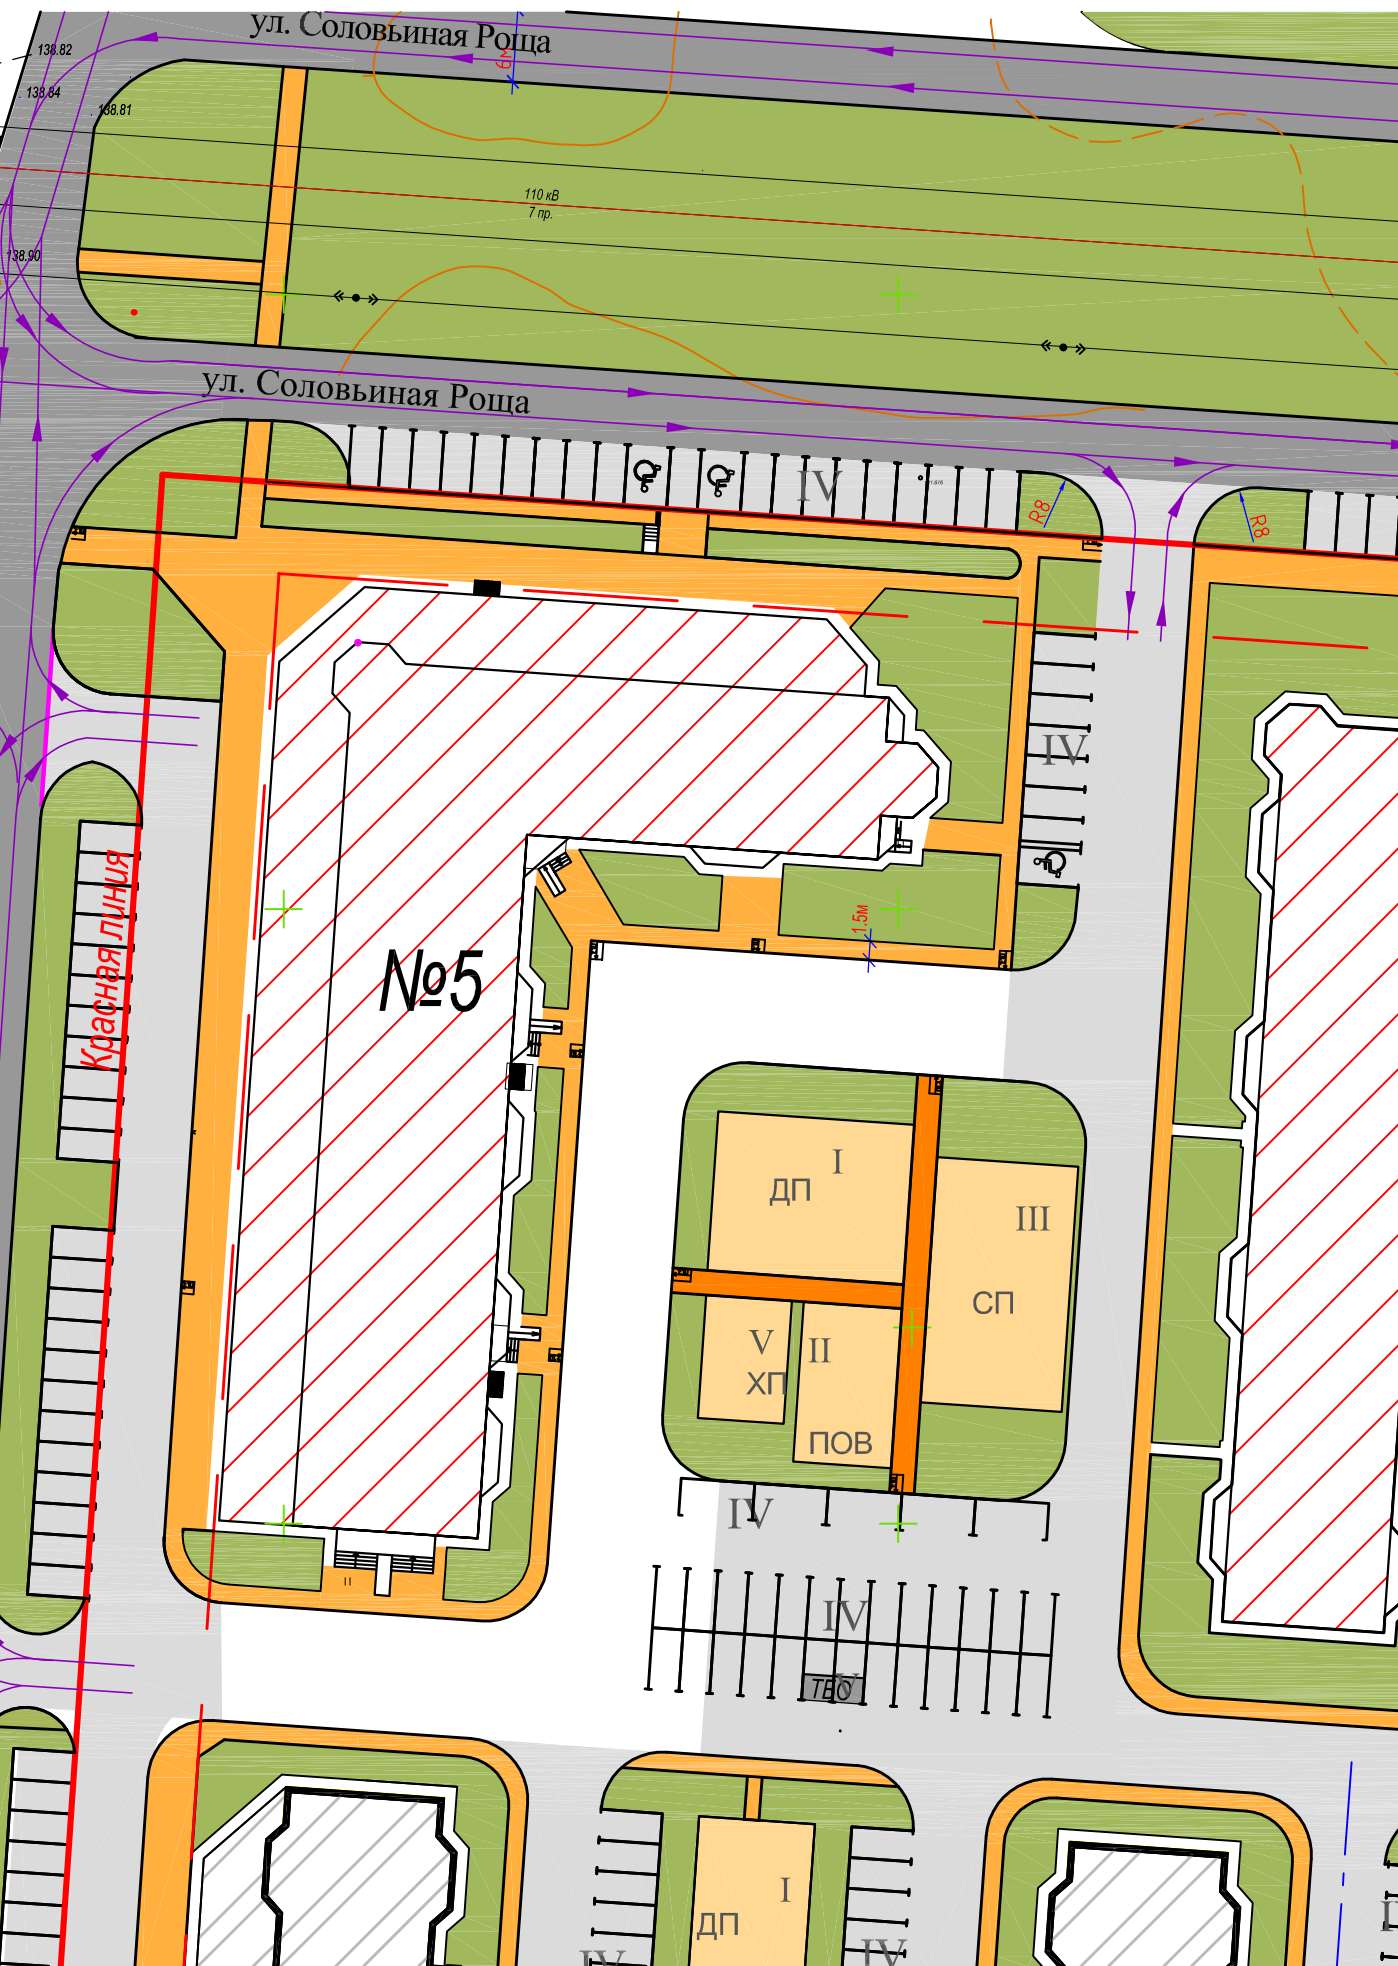 ул. Соловьиная Роща
6м
138.82
138.84
138.81
110 кВ
7 пр.
138.90
ул. Соловьиная Роща
IV
R8
R8
IV
Красная линия
1.5м
№5
I
ДП
III
СП
V
ХП
II
ПОВ
IV
IV
V
ТБО
I
ДП
IV
IV